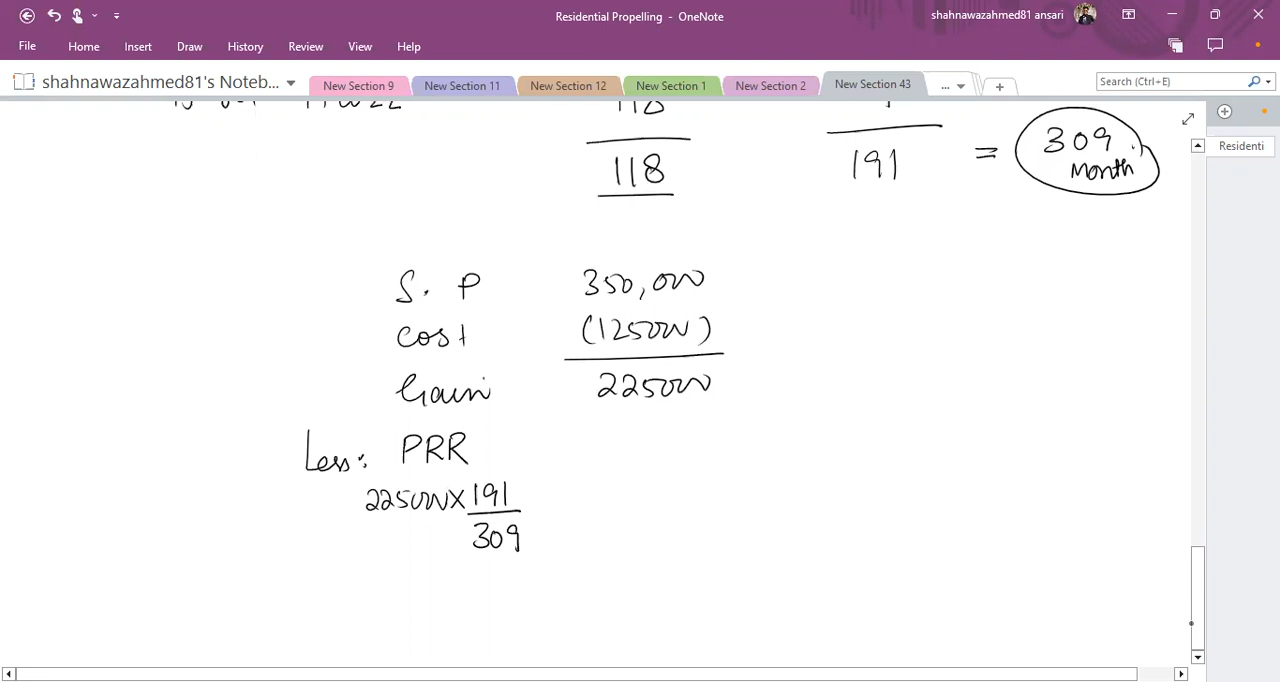 Residential Propelling - OneNote
shahnawazahmed81 ansari
File Home Insert Draw History Review View Help
shahnawazahmed81's Noteb...
New Section 9 New Section 11 New Section 12 New Section 1 New Section 2 New Section 43 ...
Search (Ctrl+E)
Residenti
118
118
191 = 309 Month
S. P 350,000
Cost (125000)
Gain 225000
Less: PRR
225000 x 191
309